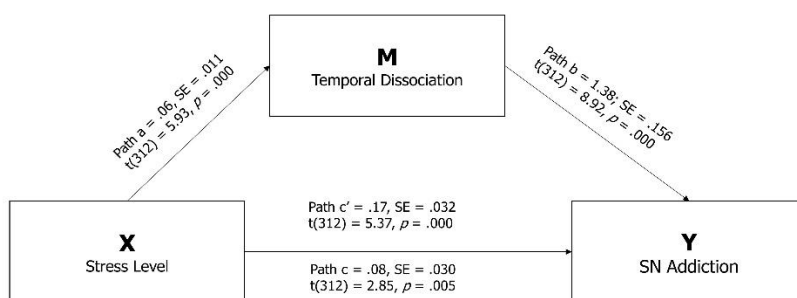 M
Temporal Dissociation
Path a = .06, SE = .011
t(312) = 5.93, p = .000
Path b = 1.38; SE = .156
t(312) = 8.92, p = .000
X
Stress Level
Path c’ = .17, SE = .032
t(312) = 5.37, p = .000
Path c = .08, SE = .030
t(312) = 2.85, p = .005
Y
SN Addiction